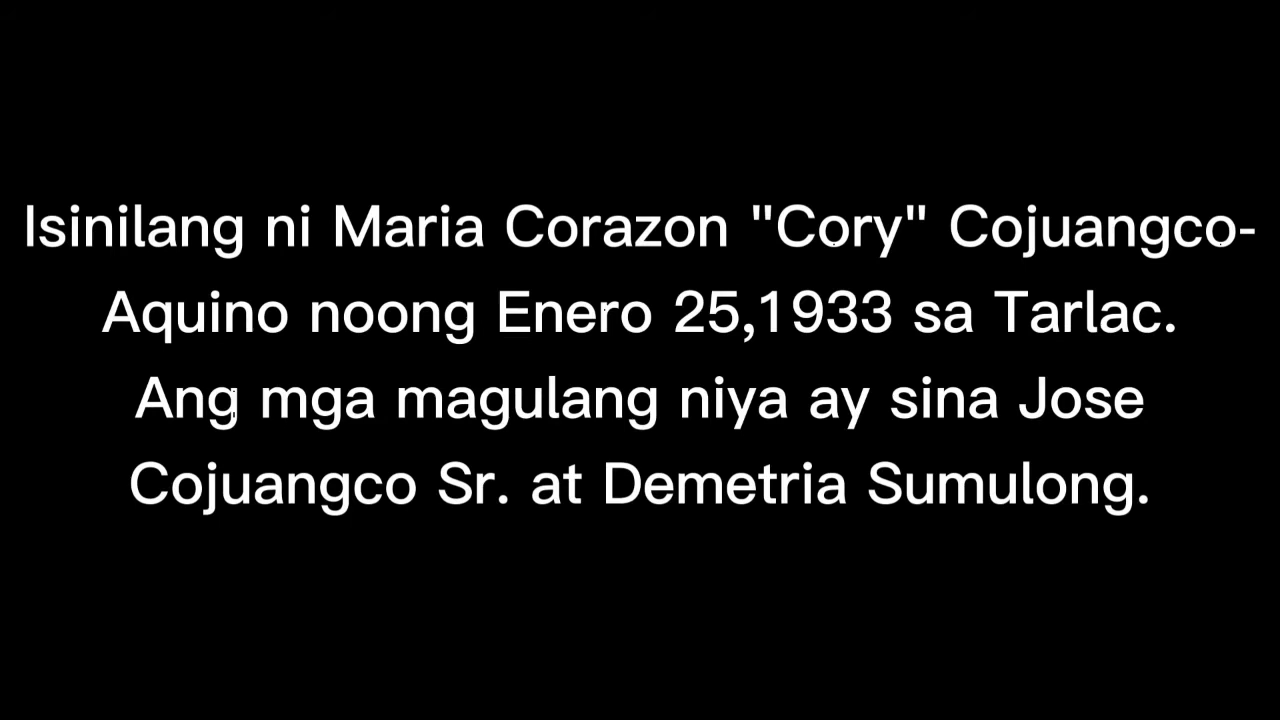 Isinilang ni Maria Corazon "Cory" Cojuangco-
Aquino noong Enero 25,1933 sa Tarlac.
Ang mga magulang niya ay sina Jose
Cojuangco Sr. at Demetria Sumulong.